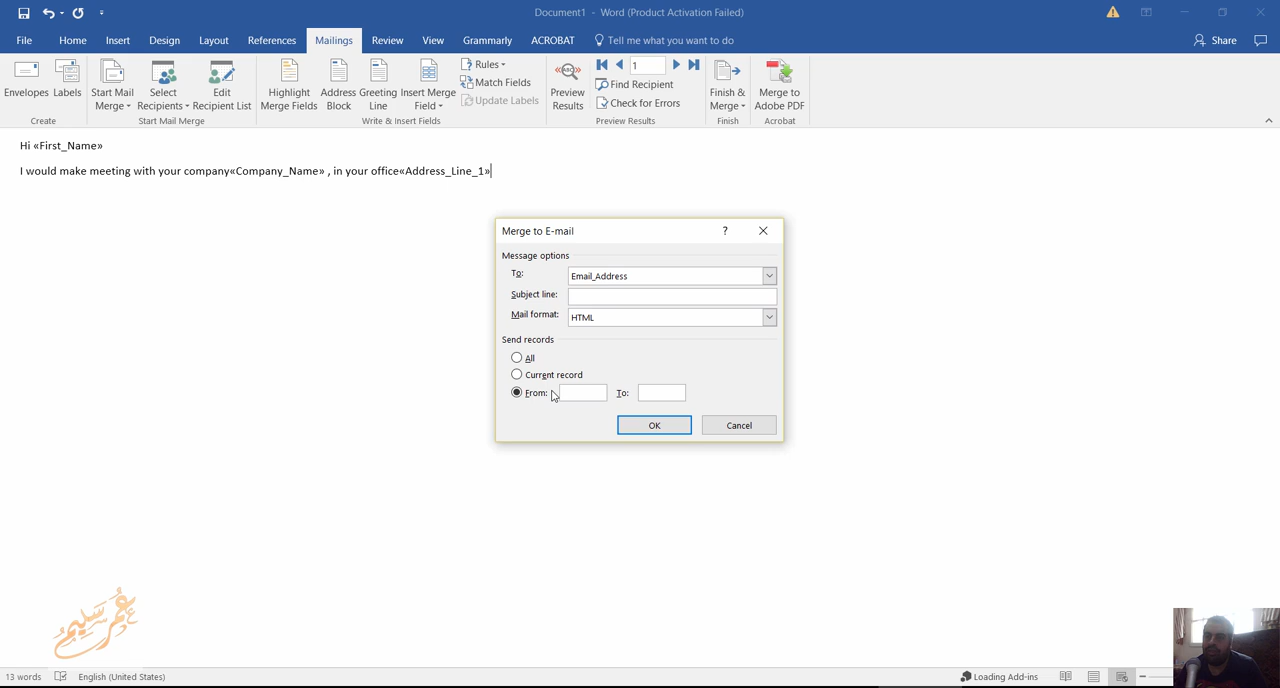 Document1 - Word (Product Activation Failed)
File Home Insert Design Layout References Mailings Review View Grammarly ACROBAT Tell me what you want to do Share
Envelopes Labels
Create
Start Mail Merge
Select Recipients
Edit Recipient List
Start Mail Merge
Highlight Merge Fields
Address Block
Greeting Line
Insert Merge Field
Rules
Match Fields
Update Labels
Write & Insert Fields
ABC
Preview Results
1
Find Recipient
Check for Errors
Preview Results
Finish & Merge
Finish
Merge to Adobe PDF
Acrobat
Hi «First_Name»
I would make meeting with your company«Company_Name» , in your office«Address_Line_1»
Merge to E-mail ?
Message options
To: Email_Address
Subject line:
Mail format: HTML
Send records
All
Current record
From: To:
OK Cancel
عمر سليم
13 words English (United States) Loading Add-ins